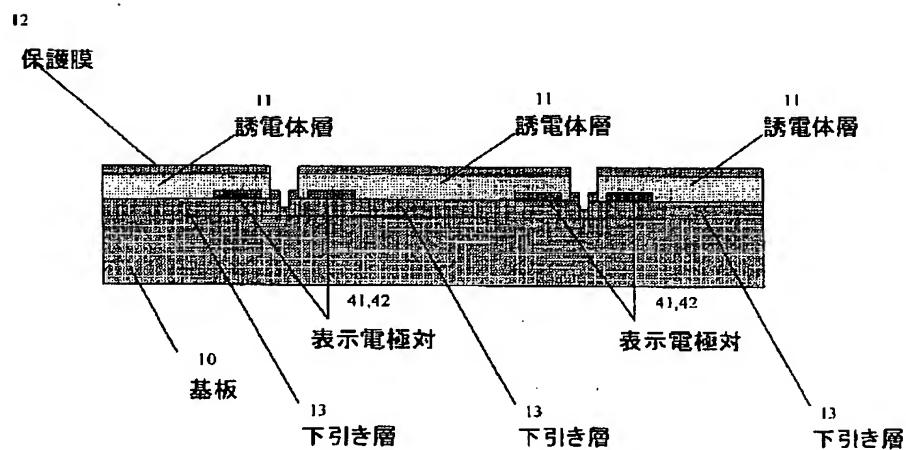 12
保護膜
11
誘電体層
11
誘電体層
11
誘電体層
41,42
表示電極対
41,42
表示電極対
10
基板
13
下引き層
13
下引き層
13
下引き層